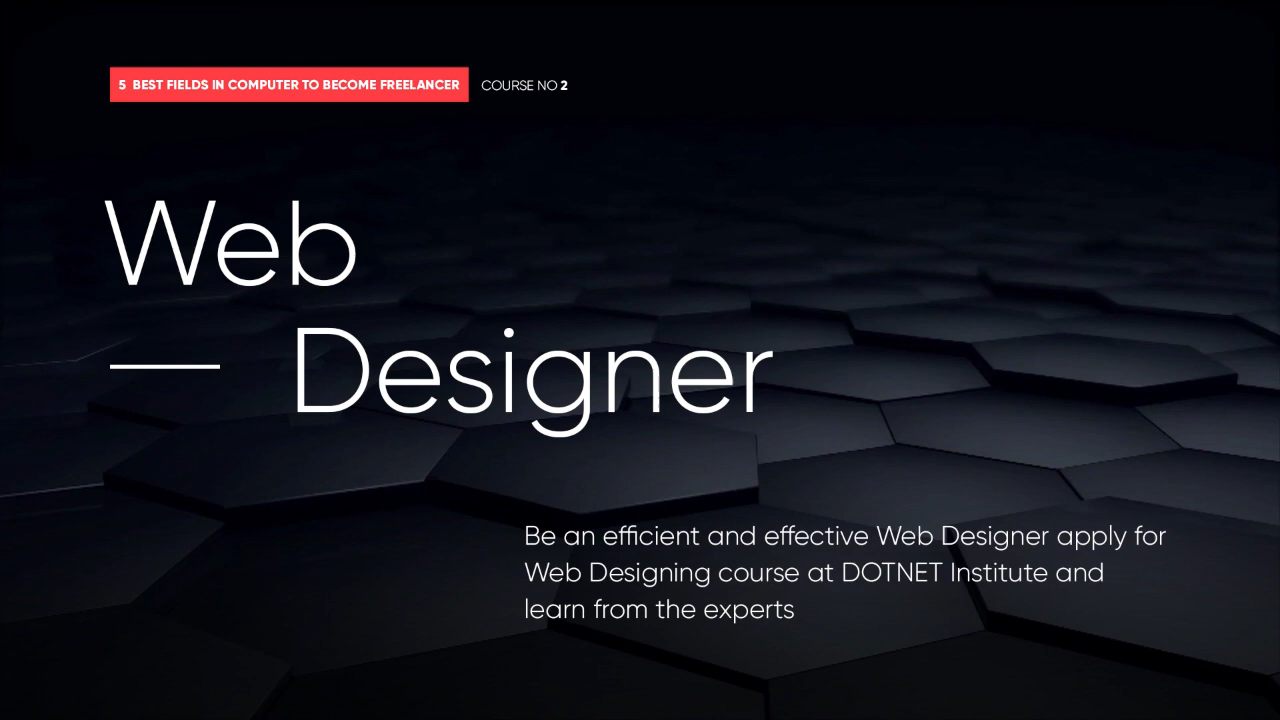 5 BEST FIELDS IN COMPUTER TO BECOME FREELANCER COURSE NO 2
Web
Designer
Be an efficient and effective Web Designer apply for
Web Designing course at DOTNET Institute and
learn from the experts